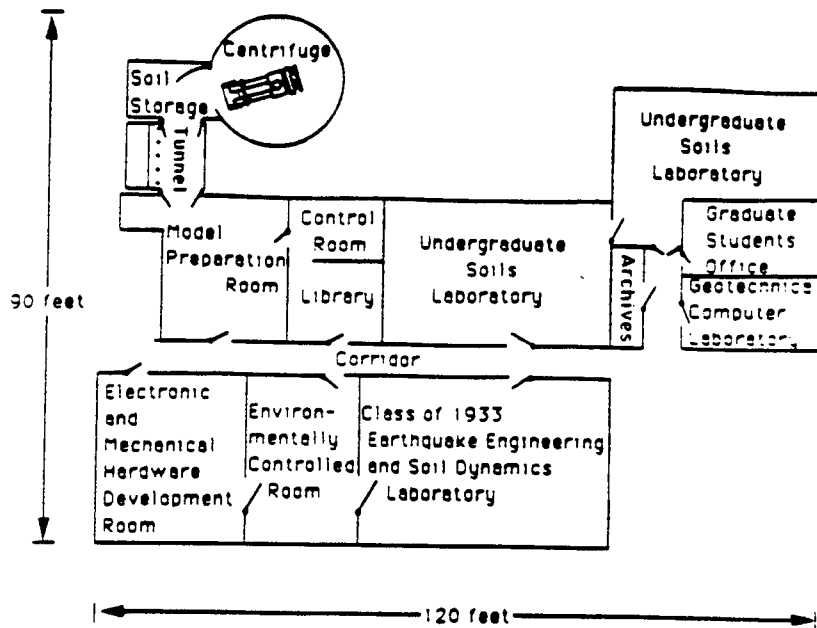 Centrifuge
Soil
Storage
Tunnel
Undergraduate
Soils
Laboratory
Model
Preparation
Room
Control
Room
Library
Undergraduate
Soils
Laboratory
Archives
Graduate
Students
Office
Geotechnica
Computer
Laboratory
90 feet
Corridor
Electronic
and
Mechanical
Hardware
Development
Room
Environ-
mentally
Controlled
Room
Class of 1933
Earthquake Engineering
and Soil Dynamics
Laboratory
120 feet